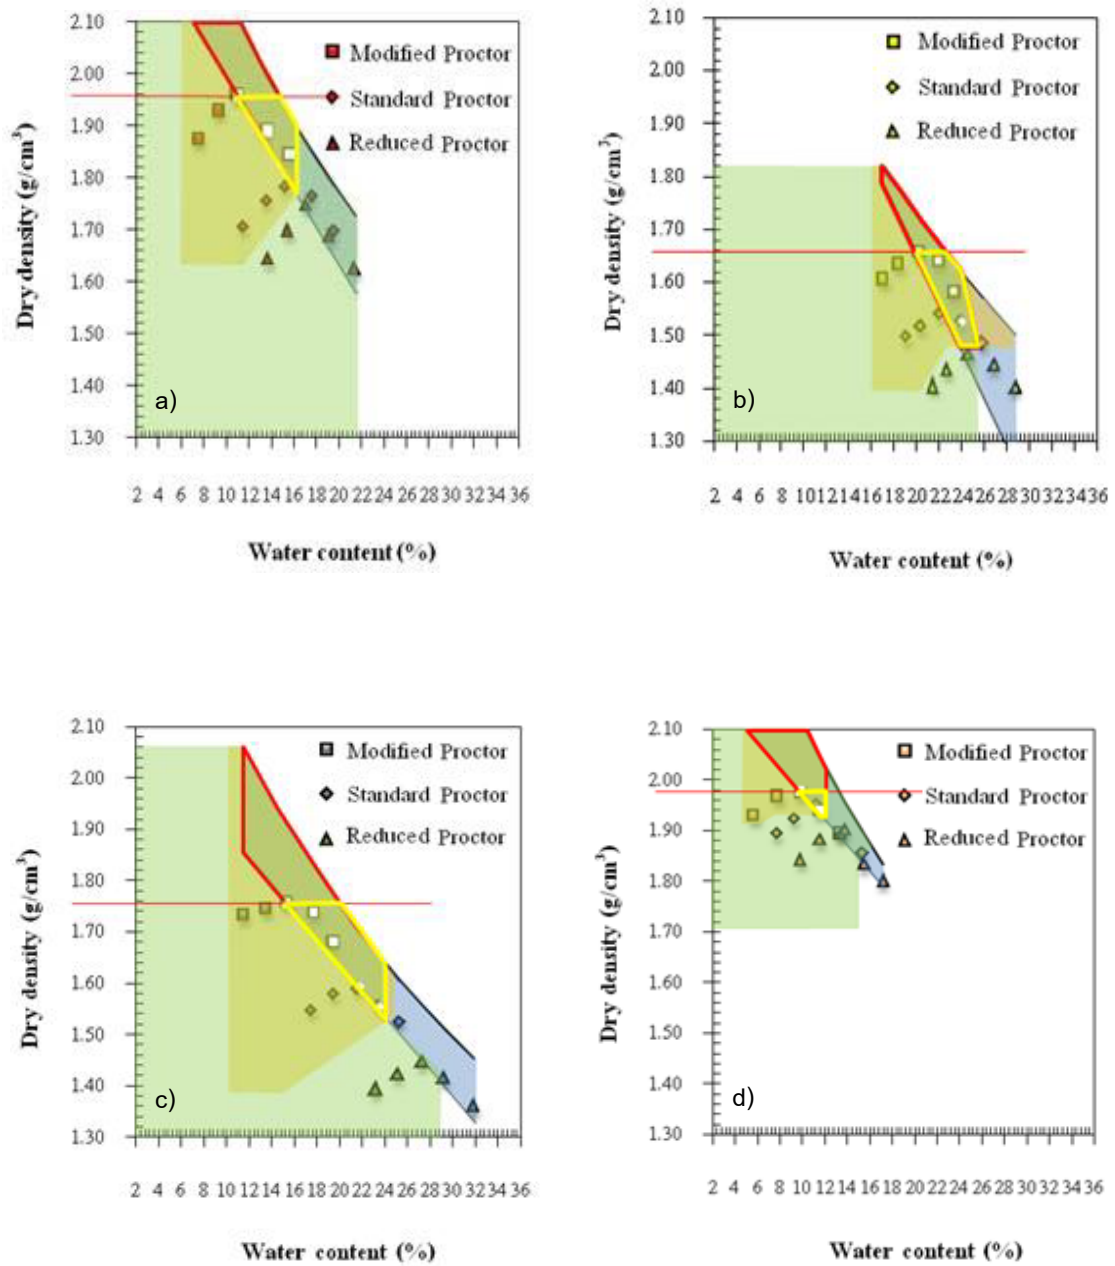 2.10
2.00
1.90
1.80
1.70
1.60
1.50
1.40
1.30
Dry density (g/cm³)
Modified Proctor
Standard Proctor
Reduced Proctor
a)
2 4 6 8 10 12 14 16 18 20 22 24 26 28 30 32 34 36
Water content (%)
2.10
2.00
1.90
1.80
1.70
1.60
1.50
1.40
1.30
Dry density (g/cm³)
Modified Proctor
Standard Proctor
Reduced Proctor
b)
2 4 6 8 10 12 14 16 18 20 22 24 26 28 30 32 34 36
Water content (%)
2.10
2.00
1.90
1.80
1.70
1.60
1.50
1.40
1.30
Dry density (g/cm³)
Modified Proctor
Standard Proctor
Reduced Proctor
c)
2 4 6 8 10 12 14 16 18 20 22 24 26 28 30 32 34 36
Water content (%)
2.10
2.00
1.90
1.80
1.70
1.60
1.50
1.40
1.30
Dry density (g/cm³)
Modified Proctor
Standard Proctor
Reduced Proctor
d)
2 4 6 8 10 12 14 16 18 20 22 24 26 28 30 32 34 36
Water content (%)